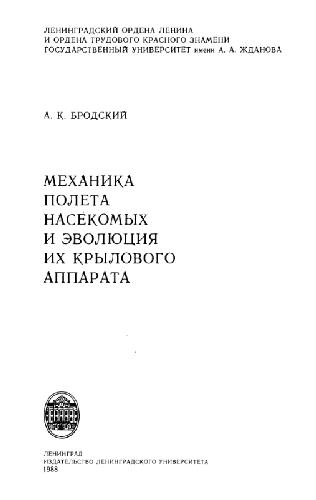 ЛЕНИНГРАДСКИЙ ОРДЕНА ЛЕНИНА
И ОРДЕНА ТРУДОВОГО КРАСНОГО ЗНАМЕНИ
ГОСУДАРСТВЕННЫЙ УНИВЕРСИТЕТ имени А. А. ЖДАНОВА
А. К. БРОДСКИЙ
МЕХАНИКА
ПОЛЕТА
НАСЕКОМЫХ
И ЭВОЛЮЦИЯ
ИХ КРЫЛОВОГО
АППАРАТА
ЛЕНИНГРАД
ИЗДАТЕЛЬСТВО ЛЕНИНГРАДСКОГО УНИВЕРСИТЕТА
1988